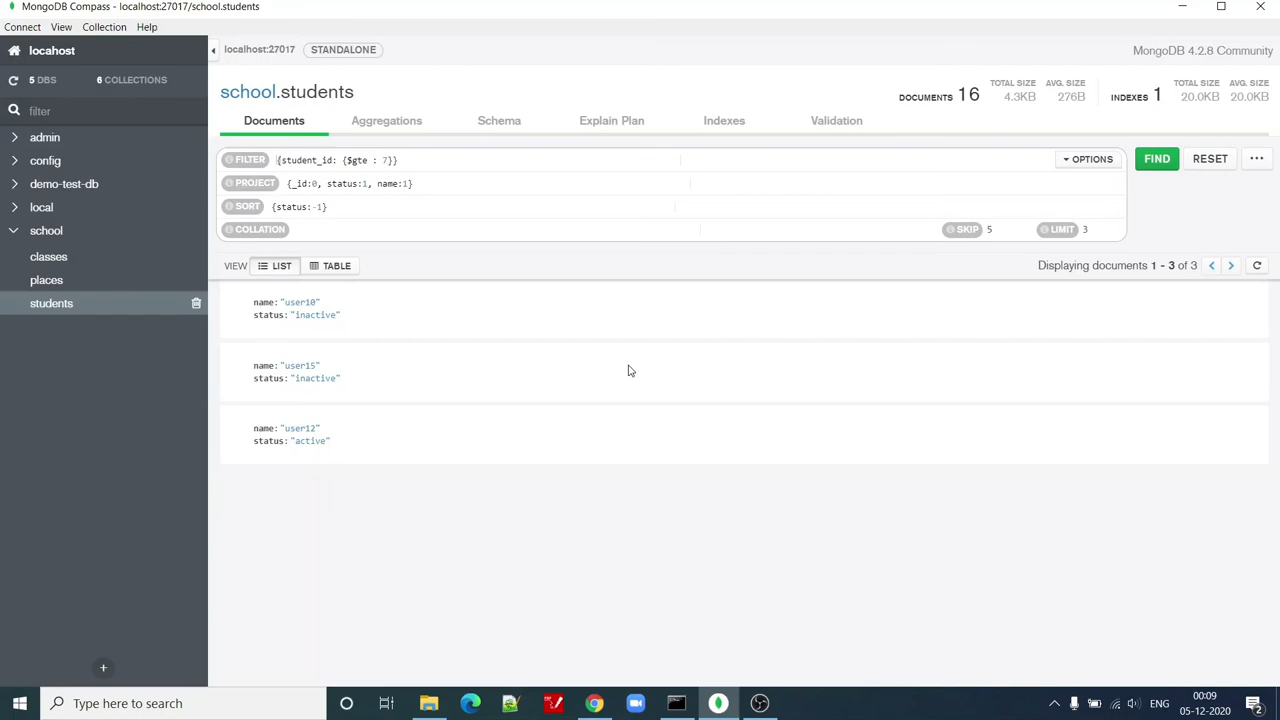 MongoDB Compass - localhost:27017/school.students
Connect View Collection Help
locahost
5 DBS 6 COLLECTIONS
filter
admin
config
demo-test-db
local
school
classes
places
students
localhost:27017 STANDALONE MongoDB 4.2.8 Community
school.students
DOCUMENTS 16 TOTAL SIZE 4.3KB AVG. SIZE 276B INDEXES 1 TOTAL SIZE 20.0KB AVG. SIZE 20.0KB
Documents Aggregations Schema Explain Plan Indexes Validation
FILTER {student_id: {$gte : 7}} OPTIONS FIND RESET
PROJECT {_id:0, status:1, name:1}
SORT {status:-1}
COLLATION SKIP 5 LIMIT 3
VIEW LIST TABLE Displaying documents 1 - 3 of 3
name:"user10"
status:"inactive"
name:"user15"
status:"inactive"
name:"user12"
status:"active"
+
Type here to search
ENG
00:09
05-12-2020
2